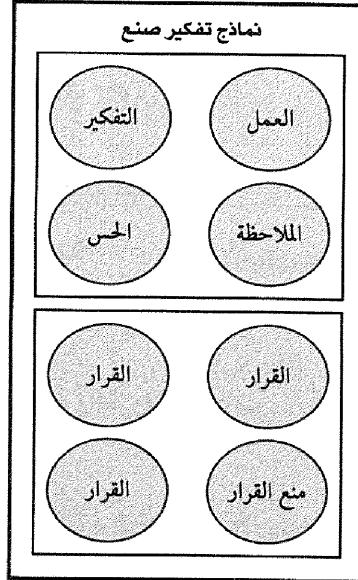 نماذج تفكير صنع
العمل
التفكير
الملاحظة
الحس
القرار
القرار
منع القرار
القرار